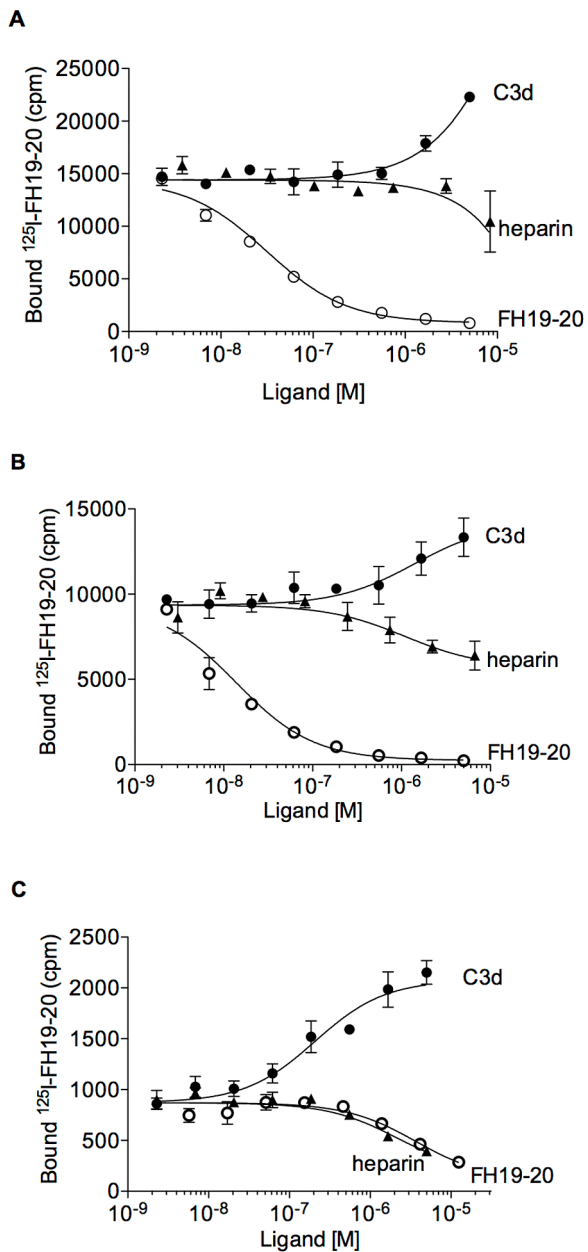 A
Bound ¹²⁵I-FH19-20 (cpm)
25000
20000
15000
10000
5000
0
C3d
heparin
FH19-20
10⁻⁹ 10⁻⁸ 10⁻⁷ 10⁻⁶ 10⁻⁵
Ligand [M]
B
Bound ¹²⁵I-FH19-20 (cpm)
15000
10000
5000
0
C3d
heparin
FH19-20
10⁻⁹ 10⁻⁸ 10⁻⁷ 10⁻⁶ 10⁻⁵
Ligand [M]
C
Bound ¹²⁵I-FH19-20 (cpm)
2500
2000
1500
1000
500
0
C3d
heparin
FH19-20
10⁻⁹ 10⁻⁸ 10⁻⁷ 10⁻⁶ 10⁻⁵
Ligand [M]